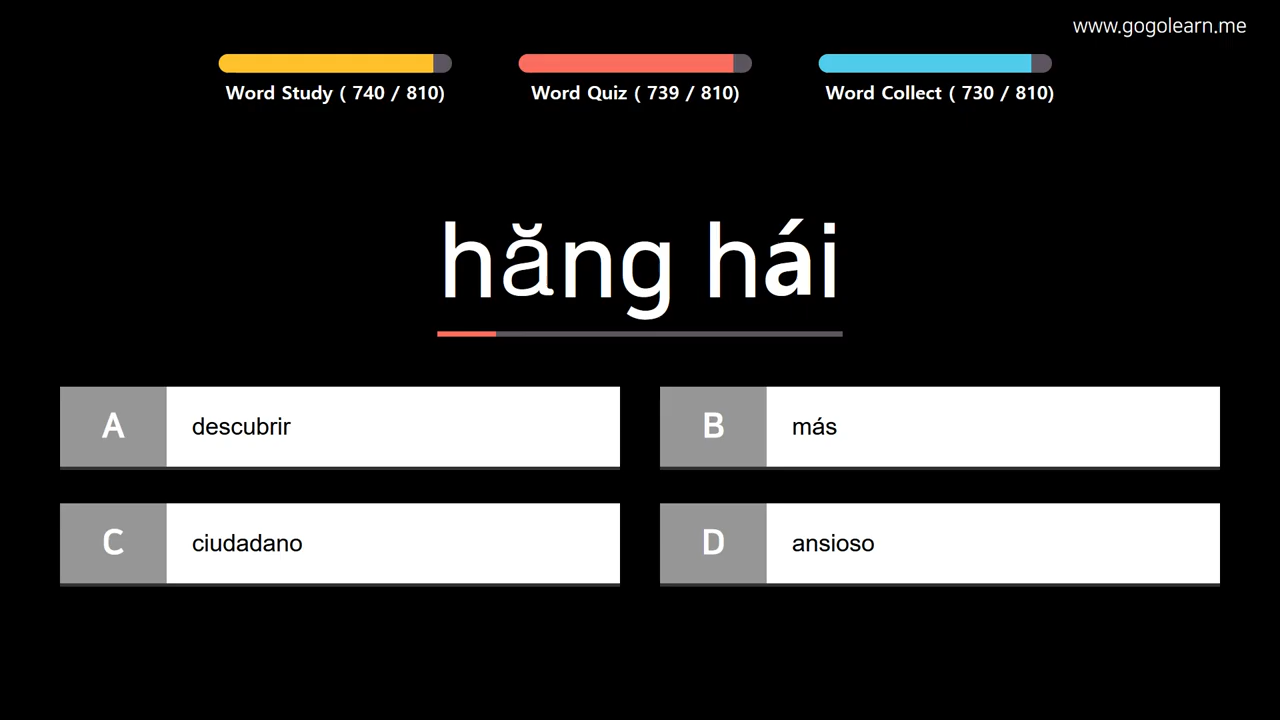 www.gogolearn.me
Word Study ( 740 / 810)
Word Quiz ( 739 / 810)
Word Collect ( 730 / 810)
hăng hái
A descubrir
B más
C ciudadano
D ansioso